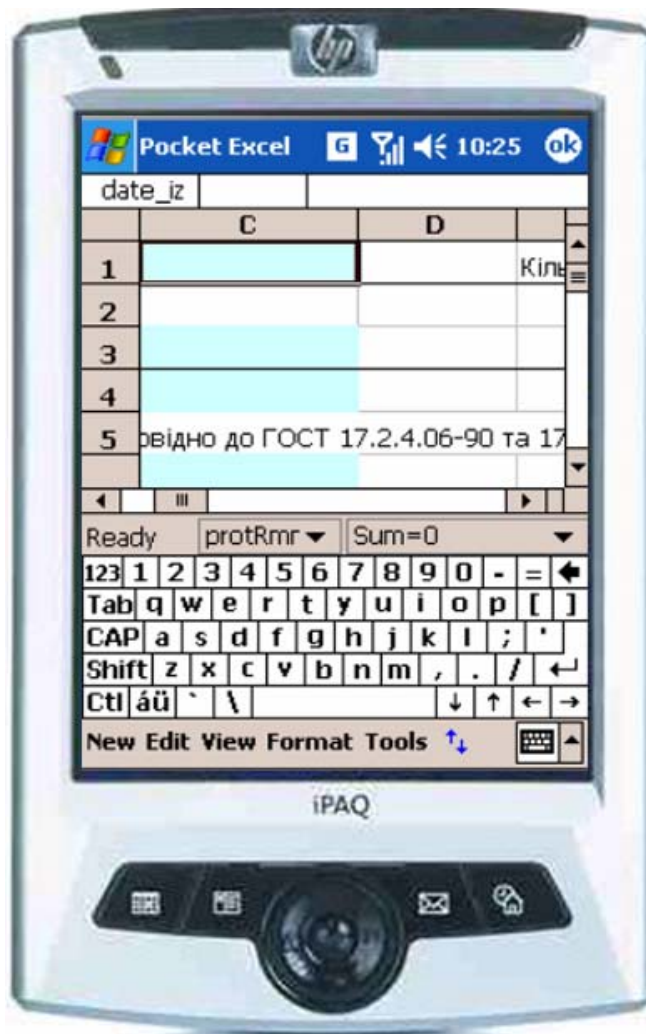 hp
Pocket Excel G 10:25 ok
date_iz
C D
1 Кіль
2
3
4
5 овідно до ГОСТ 17.2.4.06-90 та 17
Ready protRmr Sum=0
123 1 2 3 4 5 6 7 8 9 0 - =
Tab q w e r t y u i o p [ ]
CAP a s d f g h j k l ; '
Shift z x c v b n m , . /
Ctl áü ` \ ↓ ↑ ← →
New Edit View Format Tools
iPAQ